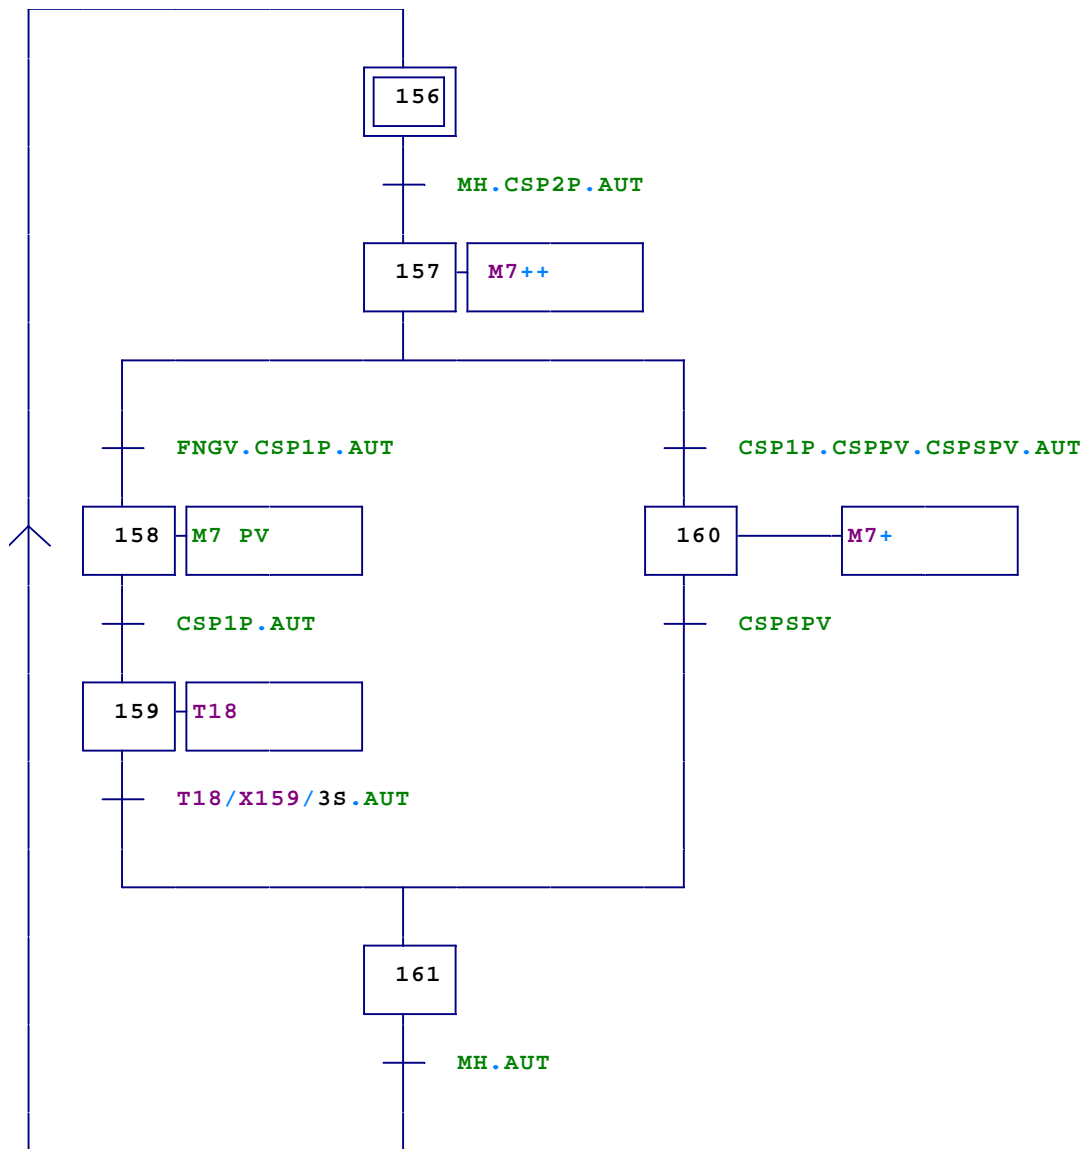 156
MH.CSP2P.AUT
157 M7++
FNGV.CSP1P.AUT CSP1P.CSPPV.CSPSPV.AUT
158 M7 PV 160 M7+
CSP1P.AUT CSPSPV
159 T18
T18/X159/3S.AUT
161
MH.AUT